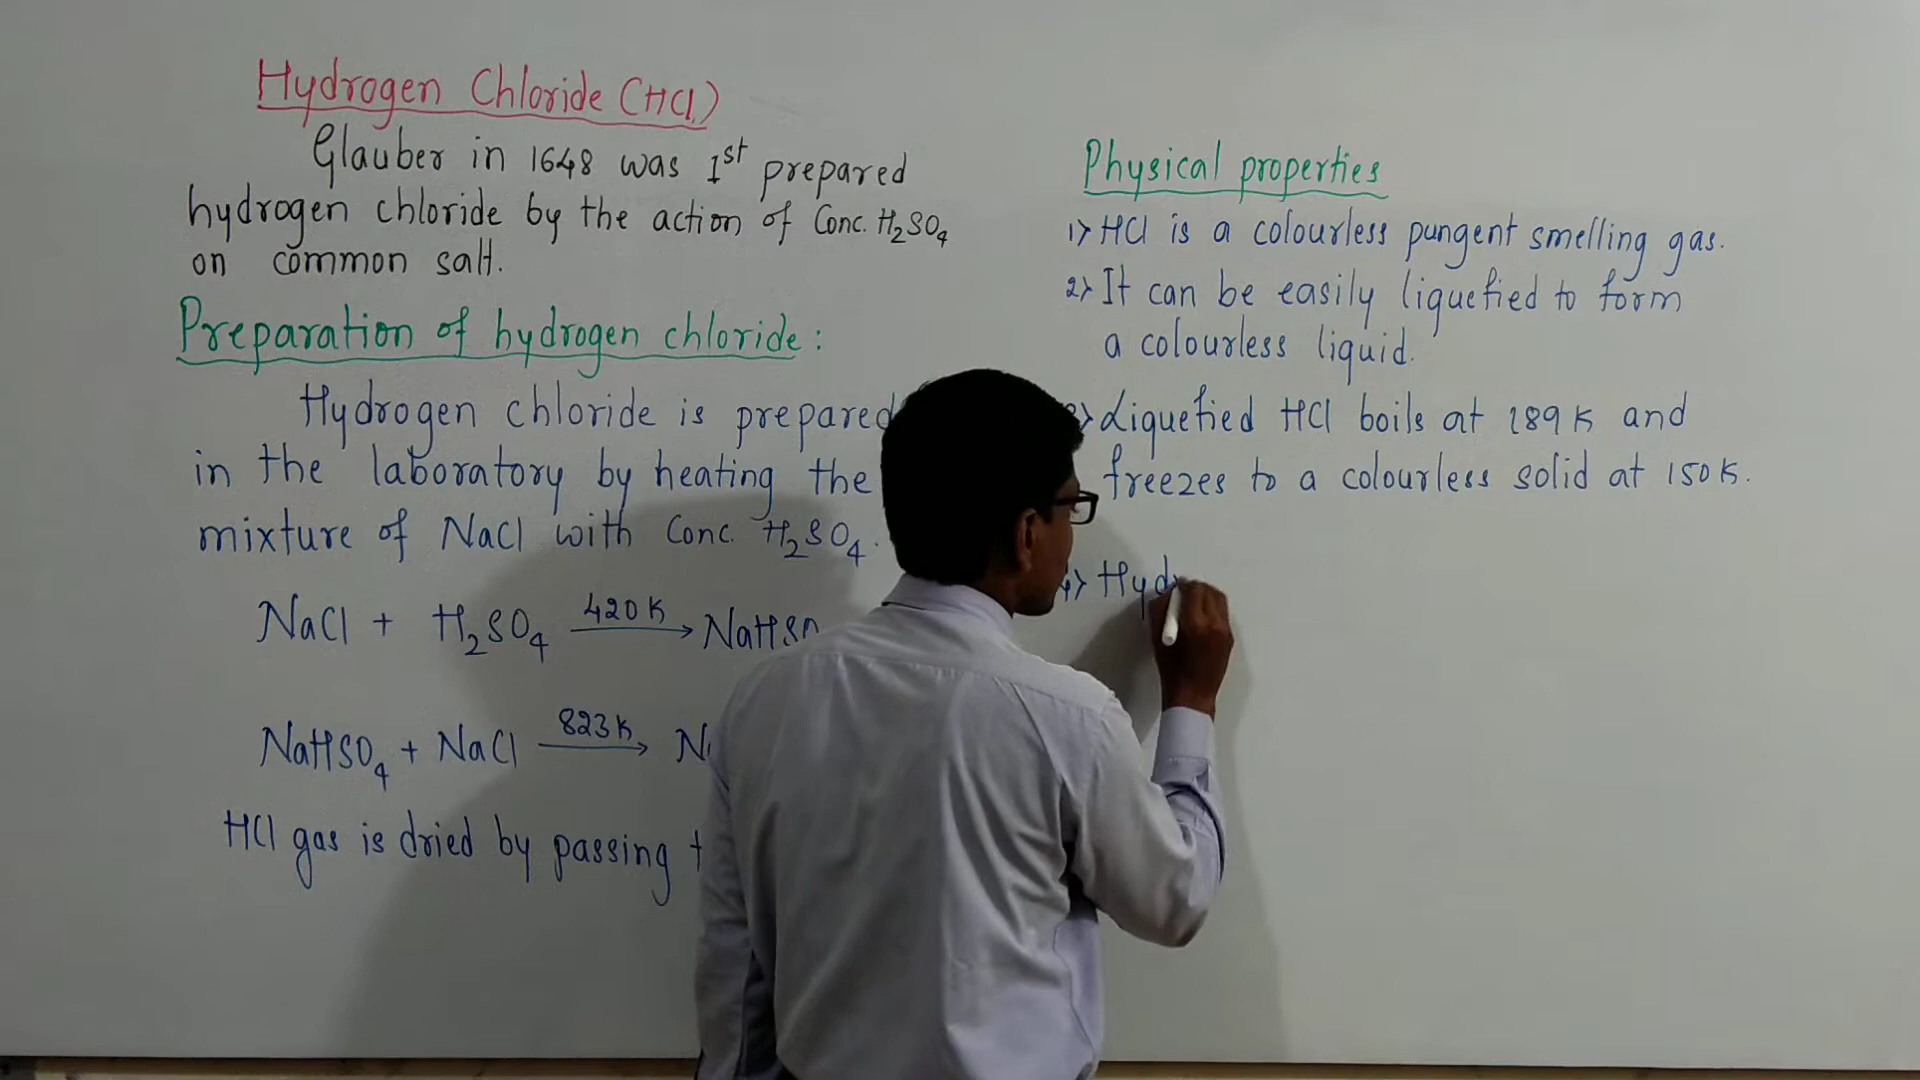 Hydrogen Chloride (HCl)
Glauber in 1648 was 1st prepared
hydrogen chloride by the action of Conc. H₂SO₄
on common salt.
Preparation of hydrogen chloride:
Hydrogen chloride is prepared
in the laboratory by heating the
mixture of NaCl with Conc. H₂SO₄.
NaCl + H₂SO₄ 420K → NaHSO
NaHSO₄ + NaCl 823K → N
HCl gas is dried by passing
Physical properties
1) HCl is a colourless pungent smelling gas.
2) It can be easily liquefied to form
a colourless liquid.
Liquefied HCl boils at 189K and
freezes to a colourless solid at 150K.
4) Hyd